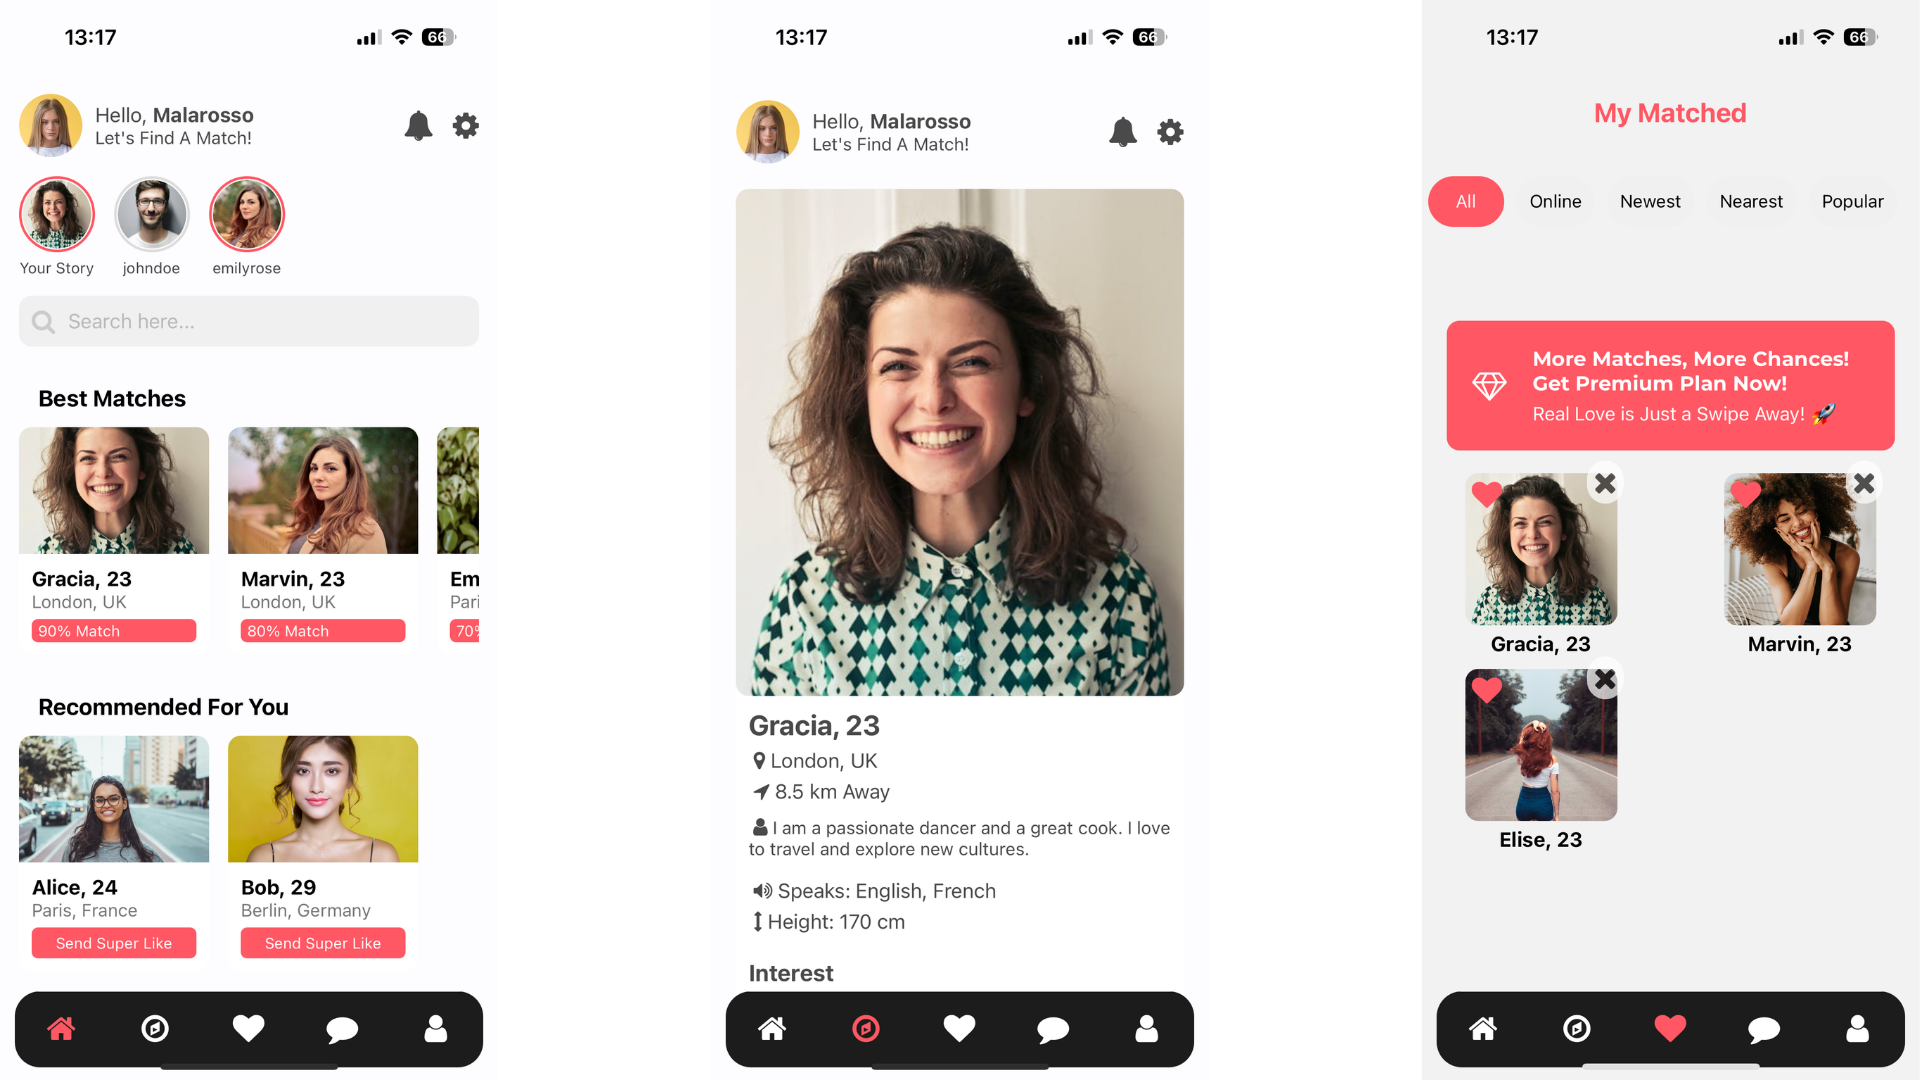 13:17
66
Hello, Malarosso
Let's Find A Match!
Your Story
johndoe
emilyrose
Search here...
Best Matches
Gracia, 23
London, UK
90% Match
Marvin, 23
London, UK
80% Match
Em
Pari
70%
Recommended For You
Alice, 24
Paris, France
Send Super Like
Bob, 29
Berlin, Germany
Send Super Like
13:17
66
Hello, Malarosso
Let's Find A Match!
Gracia, 23
London, UK
8.5 km Away
I am a passionate dancer and a great cook. I love
to travel and explore new cultures.
Speaks: English, French
Height: 170 cm
Interest
13:17
66
My Matched
All
Online
Newest
Nearest
Popular
More Matches, More Chances!
Get Premium Plan Now!
Real Love is Just a Swipe Away! 🚀
Gracia, 23
Marvin, 23
Elise, 23